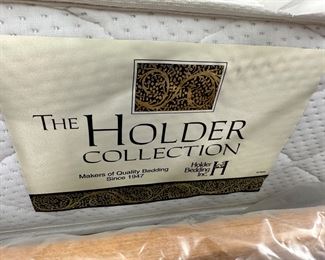 THE HOLDER
COLLECTION
Makers of Quality Bedding
Since 1947
Holder
Bedding
Inc.
H